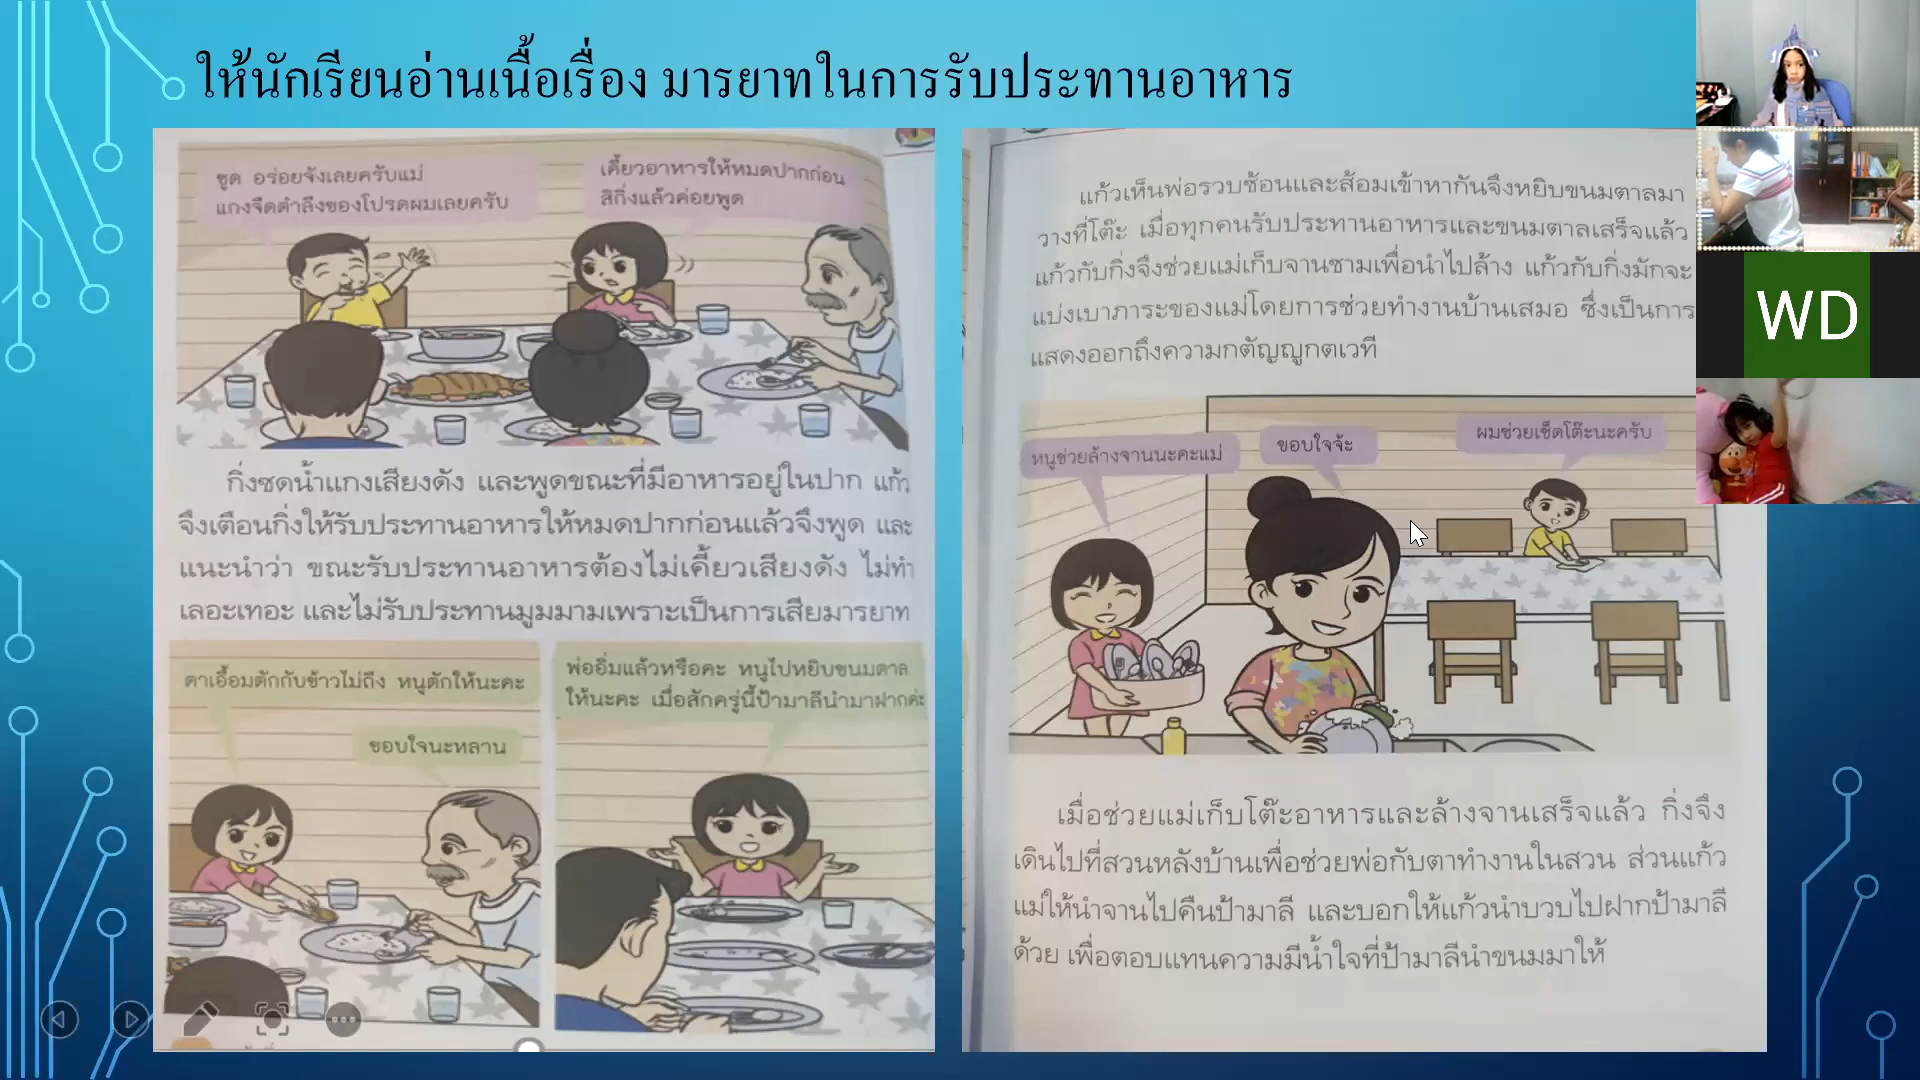 ให้นักเรียนอ่านเนื้อเรื่อง มารยาทในการรับประทานอาหาร
ซูด อร่อยจังเลยครับแม่
แกงจืดตำลึงของโปรดผมเลยครับ
เคี้ยวอาหารให้หมดปากก่อน
สิกิ่งแล้วค่อยพูด
กิ่งซดน้ำแกงเสียงดัง และพูดขณะที่มีอาหารอยู่ในปาก แก้ว
จึงเตือนกิ่งให้รับประทานอาหารให้หมดปากก่อนแล้วจึงพูด และ
แนะนำว่า ขณะรับประทานอาหารต้องไม่เคี้ยวเสียงดัง ไม่ทำ
เลอะเทอะ และไม่รับประทานมูมมามเพราะเป็นการเสียมารยาท
ตาเอื้อมตักกับข้าวไม่ถึง หนูตักให้นะคะ
ขอบใจนะหลาน
พ่ออิ่มแล้วหรือคะ หนูไปหยิบขนมตาล
ให้นะคะ เมื่อสักครู่นี้ป้ามาลีนำมาฝากค่ะ
แก้วเห็นพ่อรวบช้อนและส้อมเข้าหากันจึงหยิบขนมตาลมา
วางที่โต๊ะ เมื่อทุกคนรับประทานอาหารและขนมตาลเสร็จแล้ว
แก้วกับกิ่งจึงช่วยแม่เก็บจานชามเพื่อนำไปล้าง แก้วกับกิ่งมักจะ
แบ่งเบาภาระของแม่โดยการช่วยทำงานบ้านเสมอ ซึ่งเป็นการ
แสดงออกถึงความกตัญญูกตเวที
หนูช่วยล้างจานนะคะแม่
ขอบใจจ้ะ
ผมช่วยเช็ดโต๊ะนะครับ
เมื่อช่วยแม่เก็บโต๊ะอาหารและล้างจานเสร็จแล้ว กิ่งจึง
เดินไปที่สวนหลังบ้านเพื่อช่วยพ่อกับตาทำงานในสวน ส่วนแก้ว
แม่ให้นำจานไปคืนป้ามาลี และบอกให้แก้วนำบวบไปฝากป้ามาลี
ด้วย เพื่อตอบแทนความมีน้ำใจที่ป้ามาลีนำขนมมาให้
WD